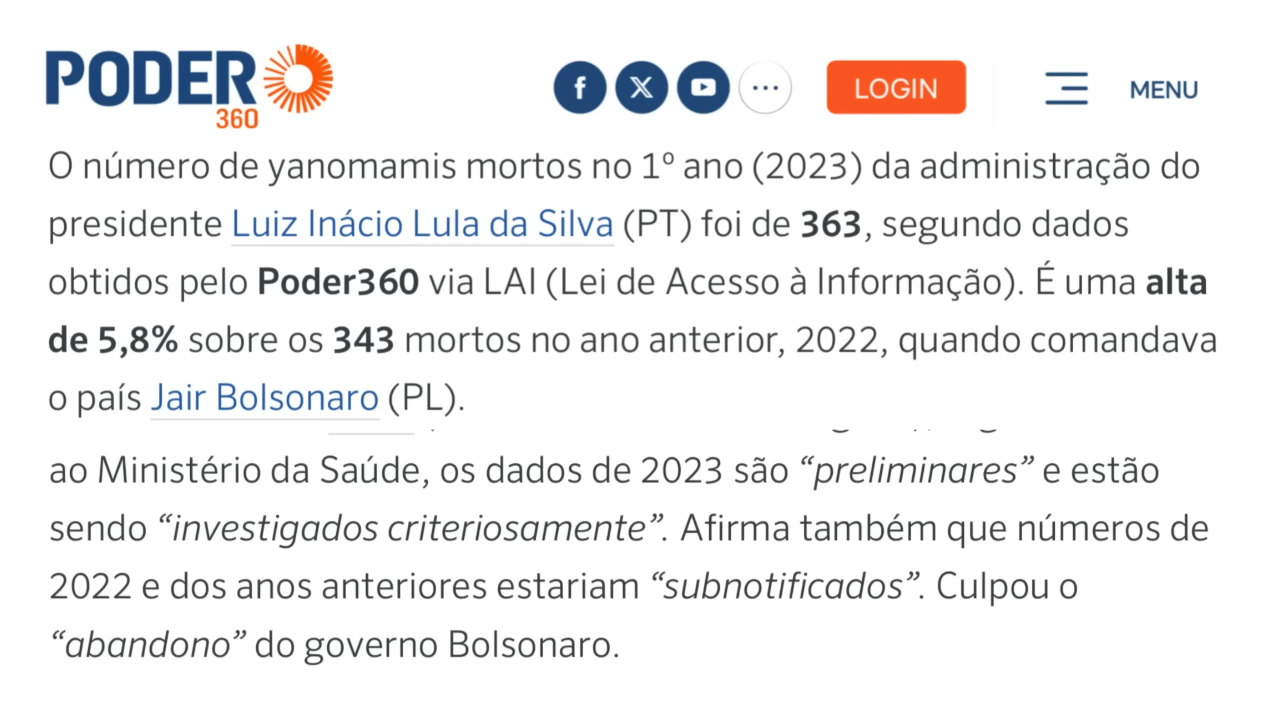 PODER
360
LOGIN
MENU
O número de yanomamis mortos no 1º ano (2023) da administração do
presidente Luiz Inácio Lula da Silva (PT) foi de 363, segundo dados
obtidos pelo Poder360 via LAI (Lei de Acesso à Informação). É uma alta
de 5,8% sobre os 343 mortos no ano anterior, 2022, quando comandava
o país Jair Bolsonaro (PL).
ao Ministério da Saúde, os dados de 2023 são “preliminares” e estão
sendo “investigados criteriosamente”. Afirma também que números de
2022 e dos anos anteriores estariam “subnotificados”. Culpou o
“abandono” do governo Bolsonaro.